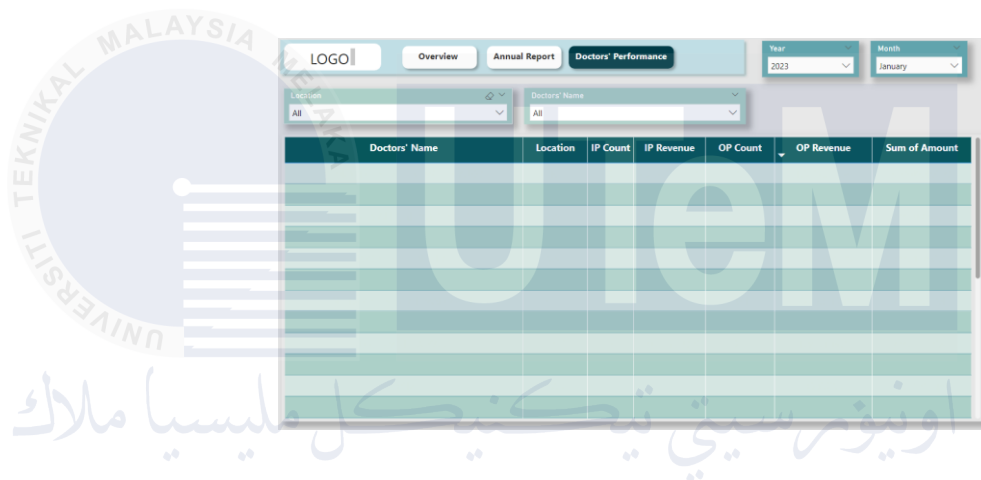 UNIVERSITI TEKNIKAL MALAYSIA MELAKA
UTeM
LOGO
Overview
Annual Report
Doctors' Performance
Year
2023
Month
January
Location
All
Doctors' Name
All
Doctors' Name Location IP Count IP Revenue OP Count OP Revenue Sum of Amount
اونيۏرسيتي تيكنيكل مليسيا ملاك